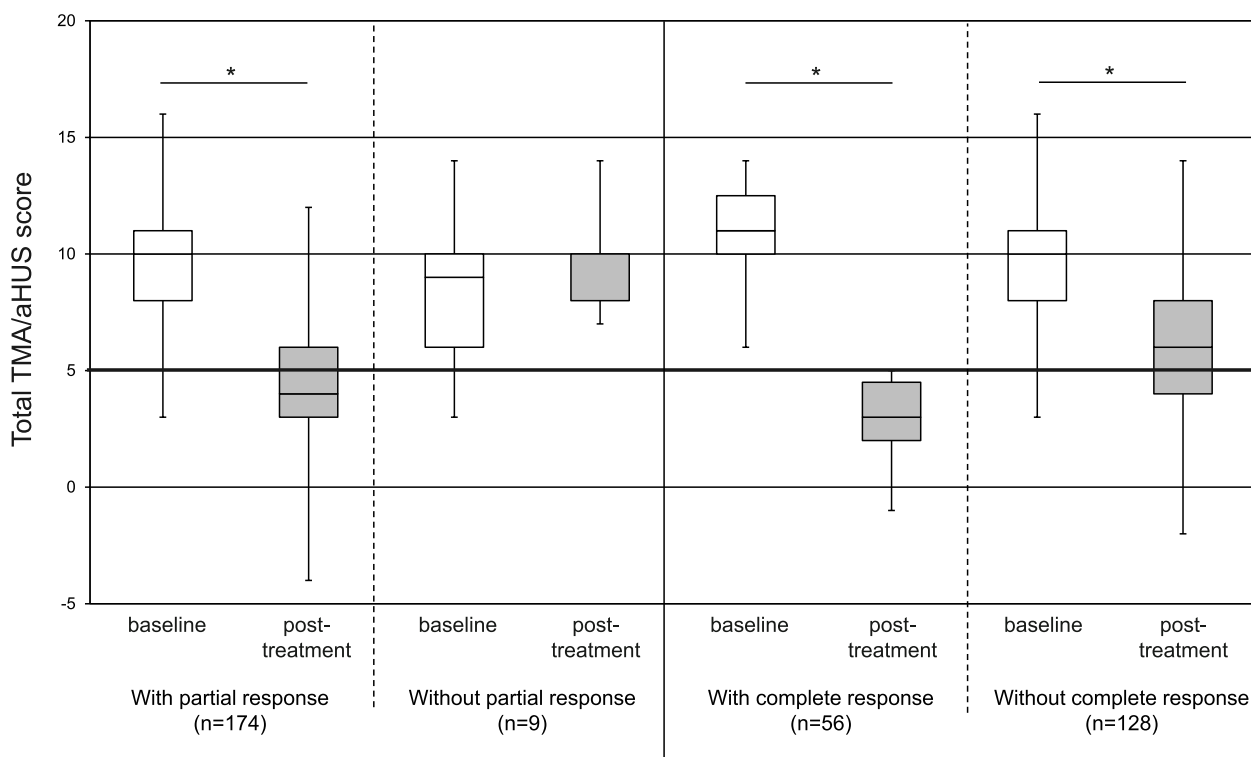 Total TMA/aHUS score
20
15
10
5
0
-5
*
*
*
baseline
post-
treatment
baseline
post-
treatment
baseline
post-
treatment
baseline
post-
treatment
With partial response
(n=174)
Without partial response
(n=9)
With complete response
(n=56)
Without complete response
(n=128)